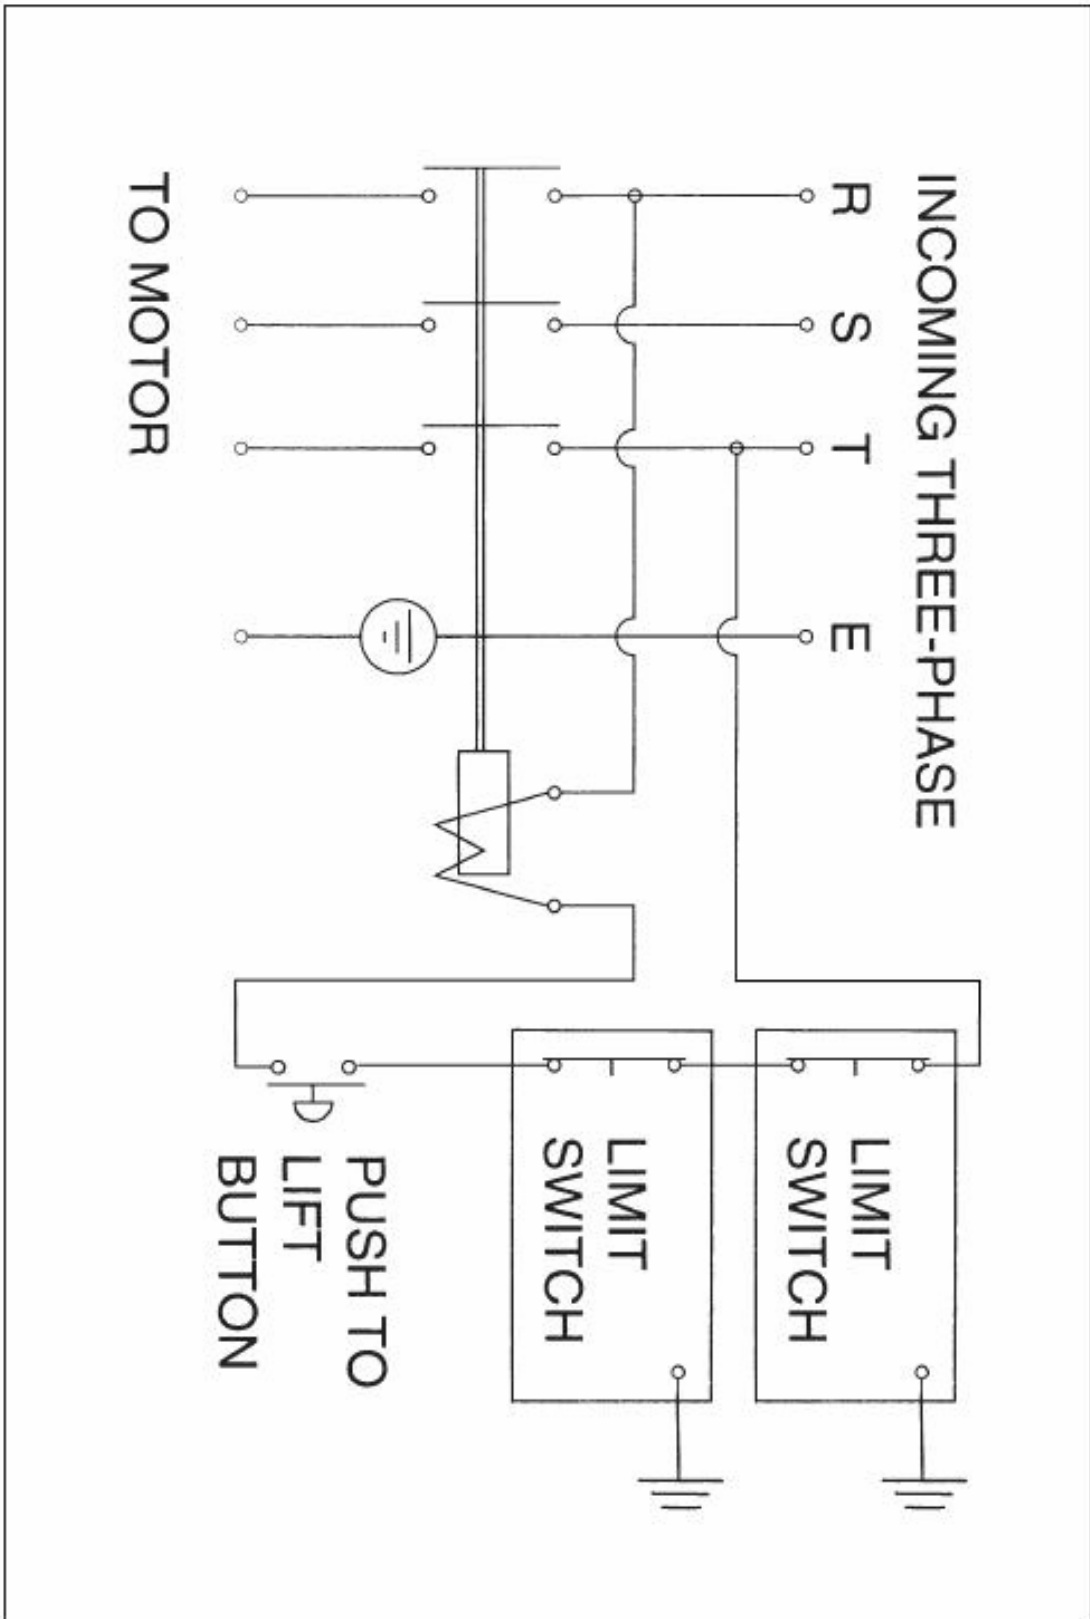 INCOMING THREE-PHASE
R S T E
TO MOTOR
LIMIT
SWITCH
LIMIT
SWITCH
PUSH TO
LIFT
BUTTON